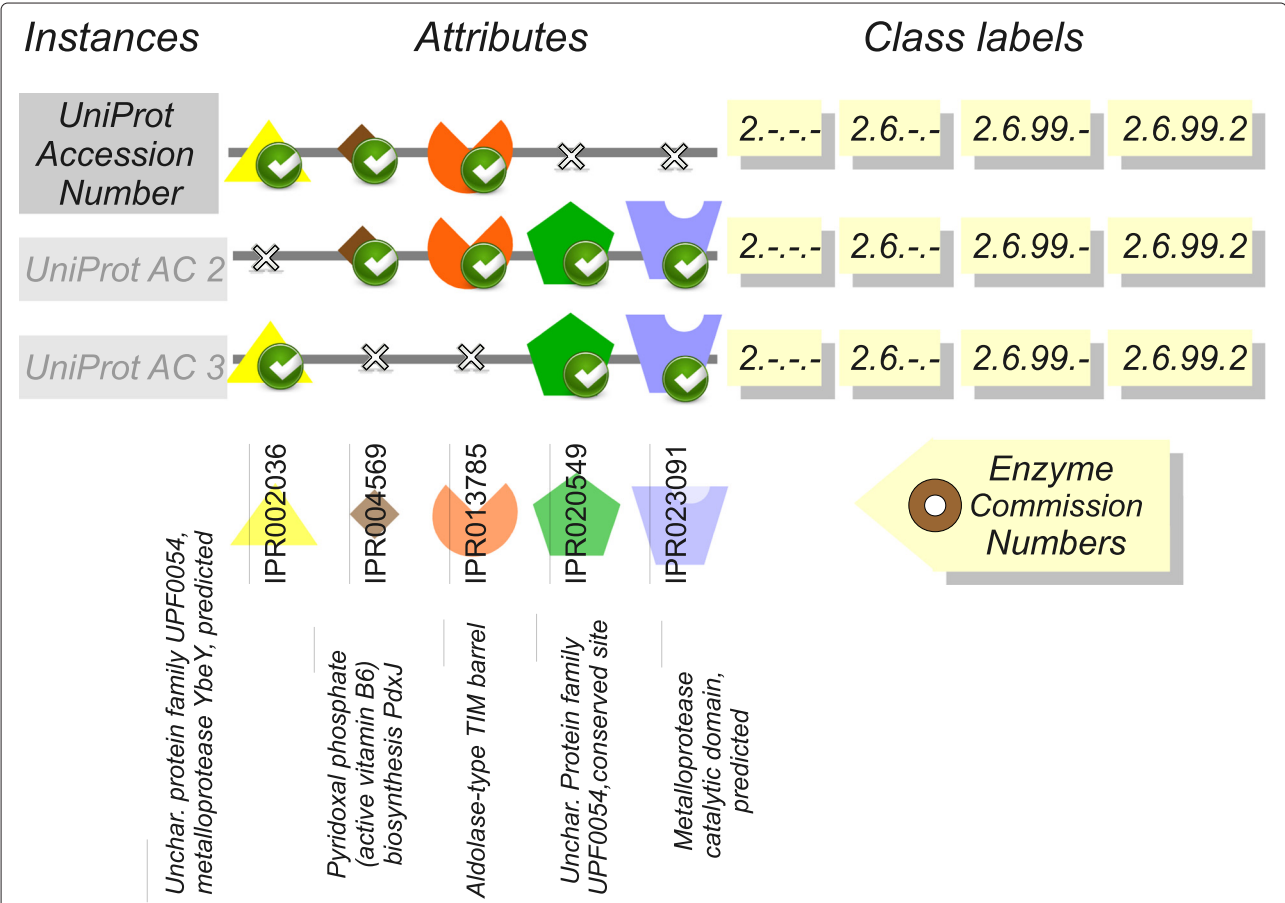 Instances
Attributes
Class labels
UniProt
Accession
Number
2.-.-.-
2.6.-.-
2.6.99.-
2.6.99.2
UniProt AC 2
2.-.-.-
2.6.-.-
2.6.99.-
2.6.99.2
UniProt AC 3
2.-.-.-
2.6.-.-
2.6.99.-
2.6.99.2
IPR002036
IPR004569
IPR013785
IPR020549
IPR023091
Enzyme
Commission
Numbers
Unchar. protein family UPF0054,
metalloprotease YbeY, predicted
Pyridoxal phosphate
(active vitamin B6)
biosynthesis PdxJ
Aldolase-type TIM barrel
Unchar. Protein family
UPF0054,conserved site
Metalloprotease
catalytic domain,
predicted